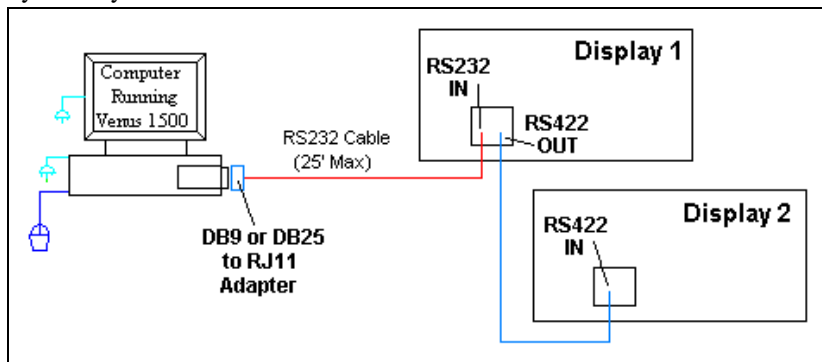 Computer
Running
Venus 1500
RS232 Cable
(25' Max)
DB9 or DB25
to RJ11
Adapter
Display 1
RS232
IN
RS422
OUT
Display 2
RS422
IN